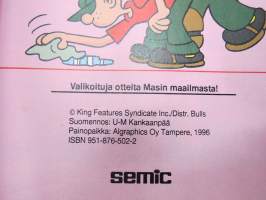 Valikoituja otteita Masin maailmasta!
© King Features Syndicate Inc./Distr. Bulls
Suomennos: U-M Kankaanpää
Painopaikka: Algraphics Oy Tampere, 1996
ISBN 951-876-502-2
semic